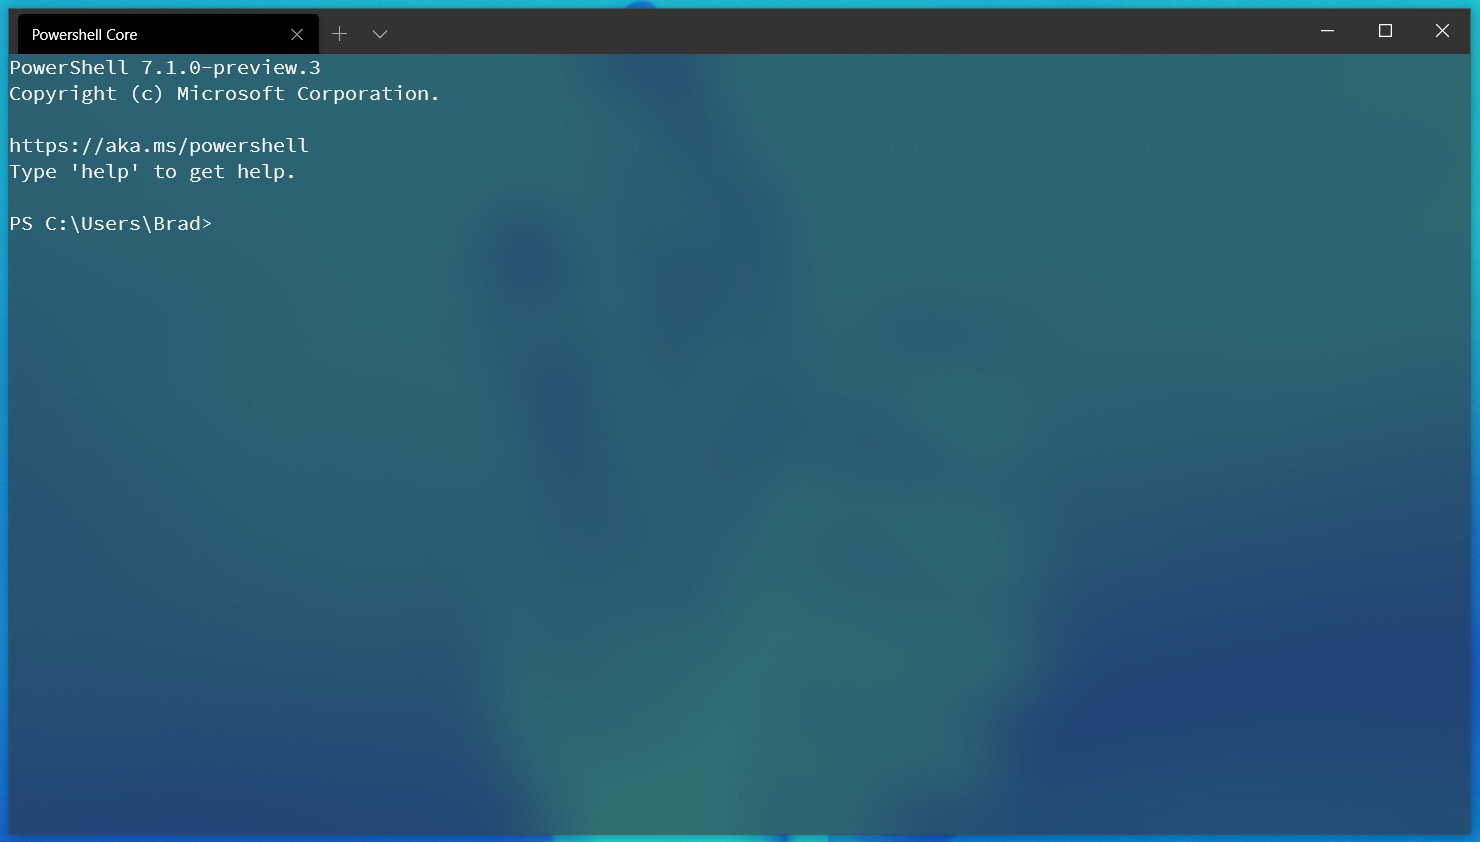 Powershell Core
PowerShell 7.1.0-preview.3
Copyright (c) Microsoft Corporation.
https://aka.ms/powershell
Type 'help' to get help.
PS C:\Users\Brad>